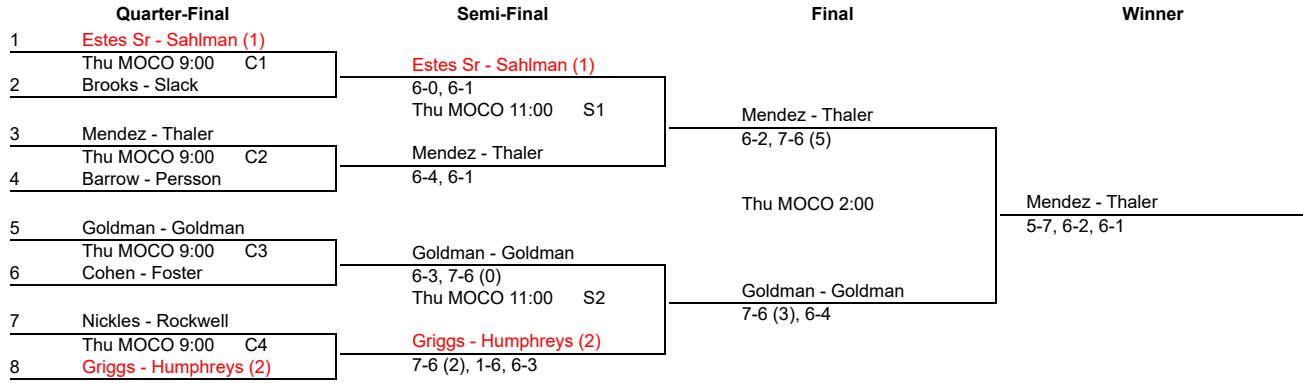 Quarter-Final Semi-Final Final Winner
1 Estes Sr - Sahlman (1)
Thu MOCO 9:00 C1
2 Brooks - Slack
Estes Sr - Sahlman (1)
6-0, 6-1
Thu MOCO 11:00 S1
3 Mendez - Thaler
Thu MOCO 9:00 C2
4 Barrow - Persson
Mendez - Thaler
6-4, 6-1
Mendez - Thaler
6-2, 7-6 (5)
Thu MOCO 2:00
Mendez - Thaler
5-7, 6-2, 6-1
5 Goldman - Goldman
Thu MOCO 9:00 C3
6 Cohen - Foster
Goldman - Goldman
6-3, 7-6 (0)
Thu MOCO 11:00 S2
Goldman - Goldman
7-6 (3), 6-4
7 Nickles - Rockwell
Thu MOCO 9:00 C4
8 Griggs - Humphreys (2)
Griggs - Humphreys (2)
7-6 (2), 1-6, 6-3